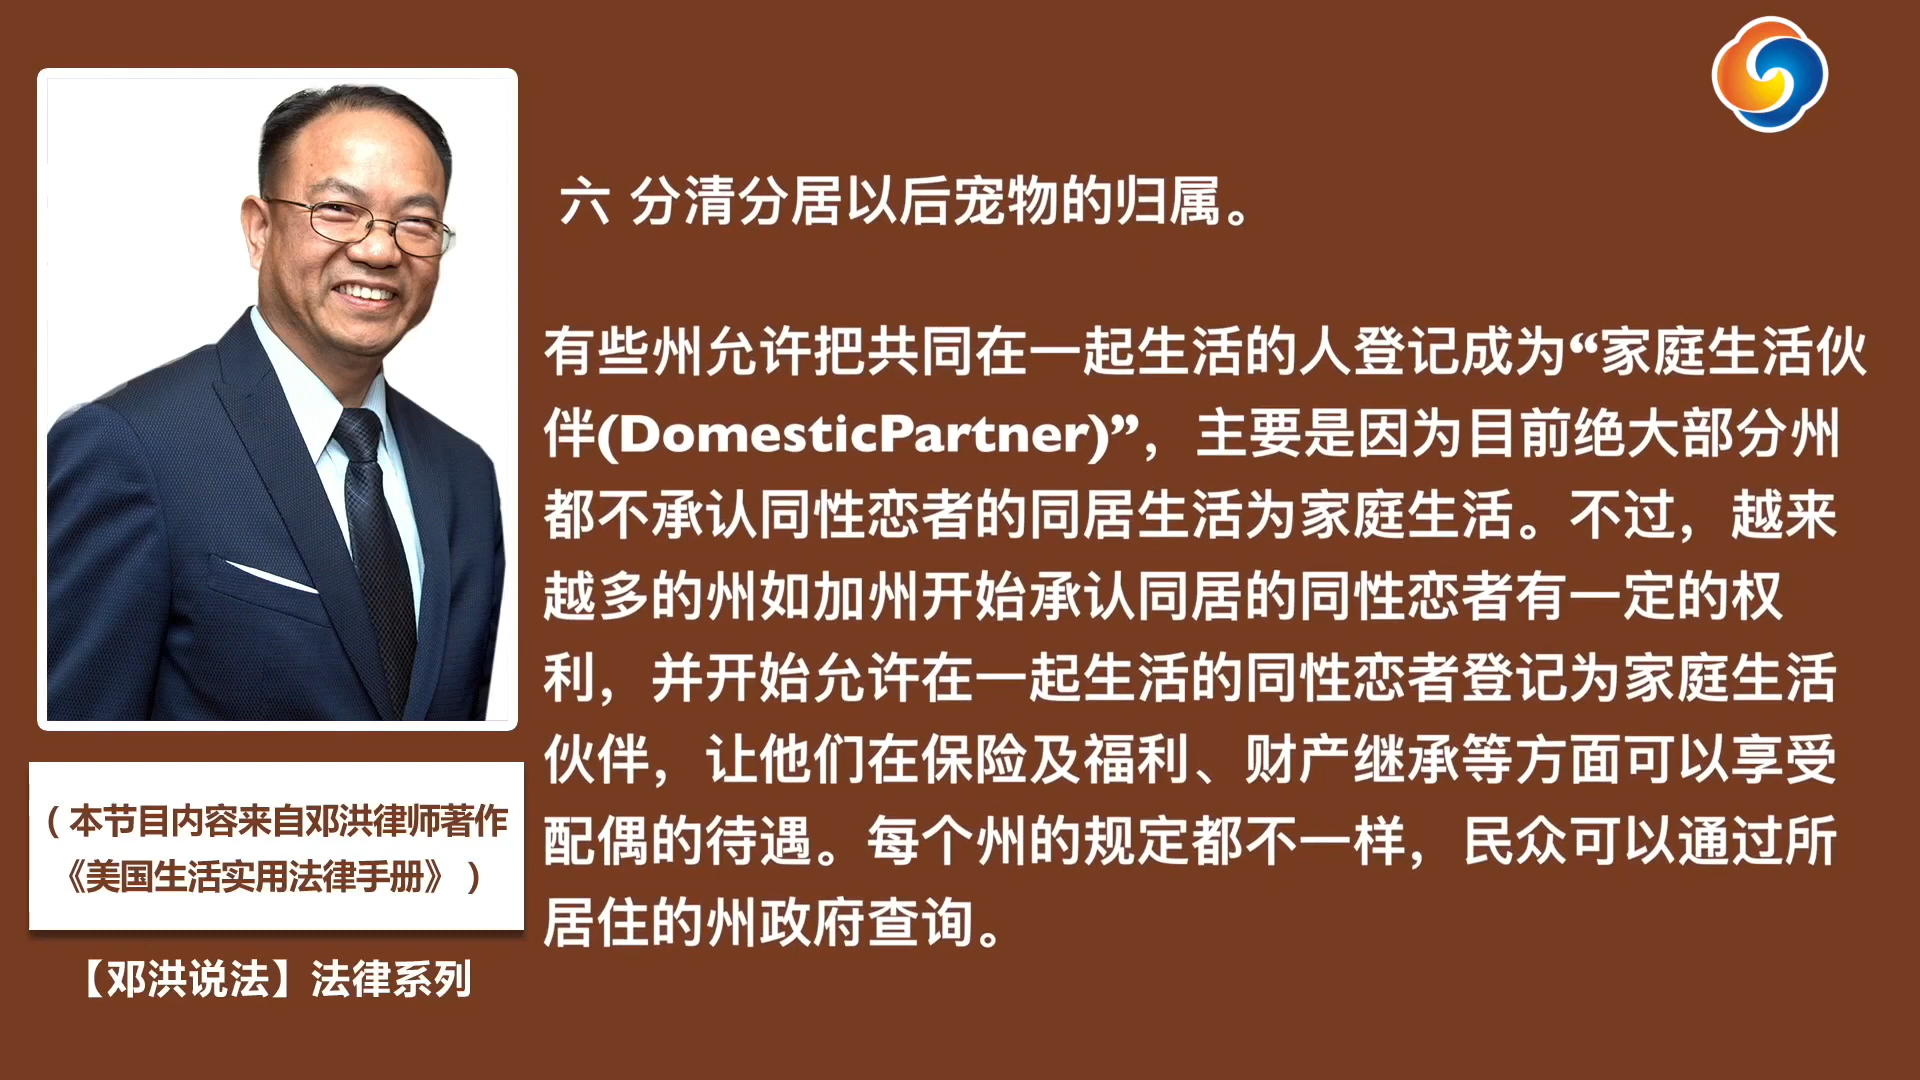 六 分清分居以后宠物的归属。
有些州允许把共同在一起生活的人登记成为“家庭生活伙
伴(DomesticPartner)”，主要是因为目前绝大部分州
都不承认同性恋者的同居生活为家庭生活。不过，越来
越多的州如加州开始承认同居的同性恋者有一定的权
利，并开始允许在一起生活的同性恋者登记为家庭生活
伙伴，让他们在保险及福利、财产继承等方面可以享受
配偶的待遇。每个州的规定都不一样，民众可以通过所
居住的州政府查询。
（本节目内容来自邓洪律师著作
《美国生活实用法律手册》）
【邓洪说法】法律系列